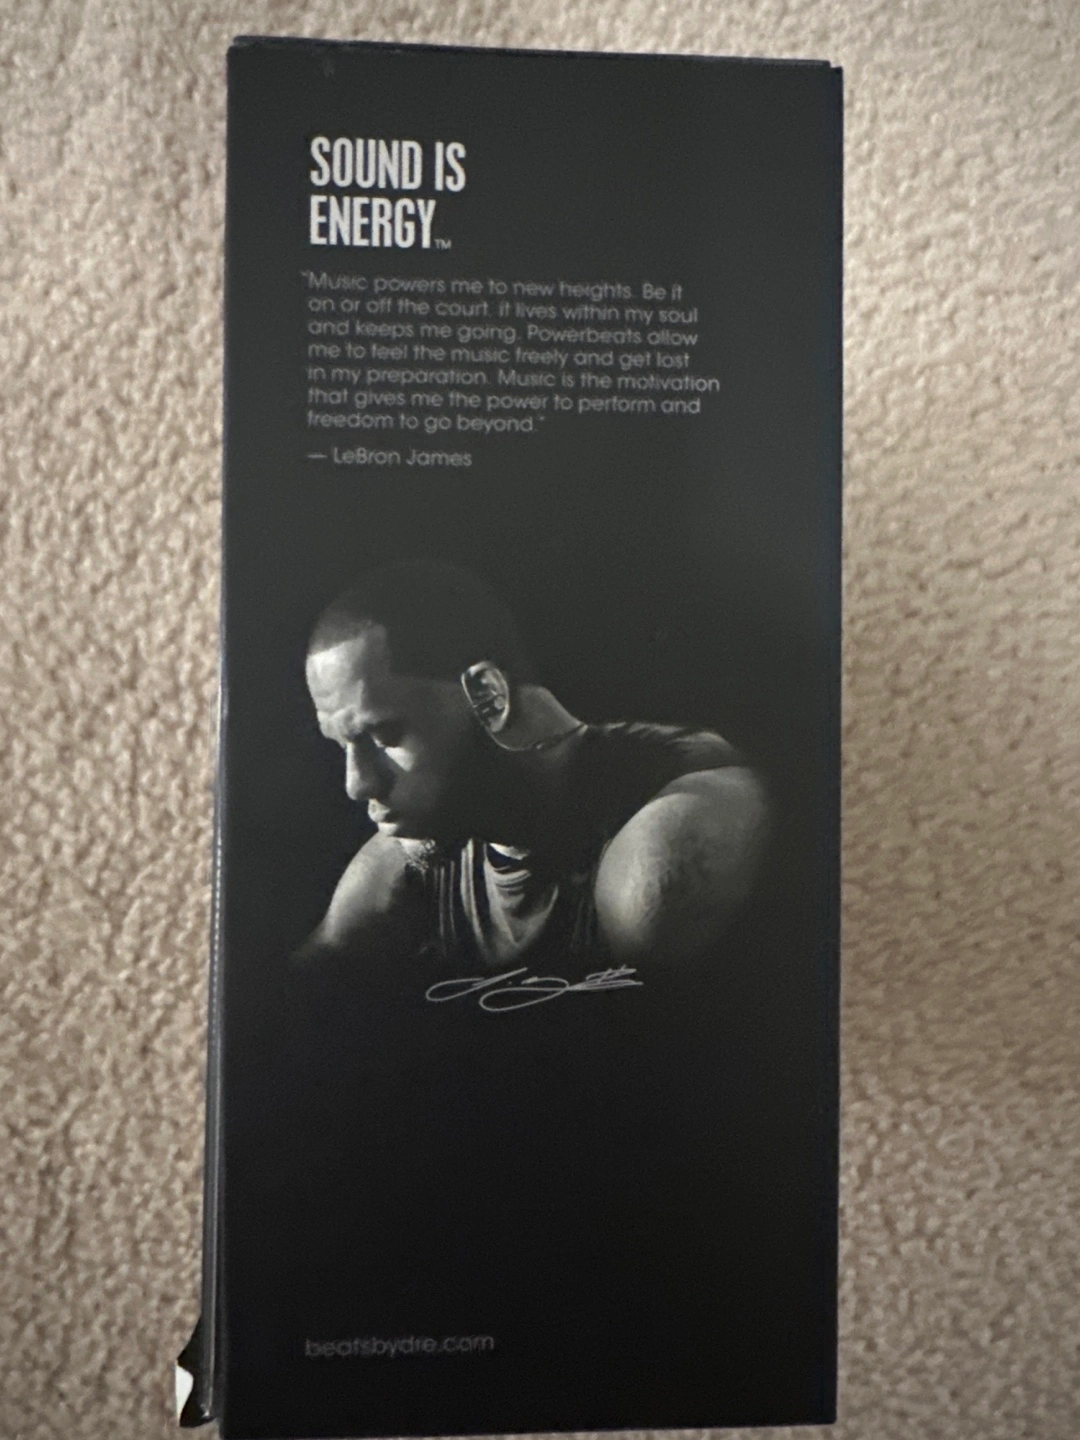 SOUND IS
ENERGY™
"Music powers me to new heights. Be it
on or off the court, it lives within my soul
and keeps me going. Powerbeats allow
me to feel the music freely and get lost
in my preparation. Music is the motivation
that gives me the power to perform and
freedom to go beyond."
— LeBron James
beatsbydre.com